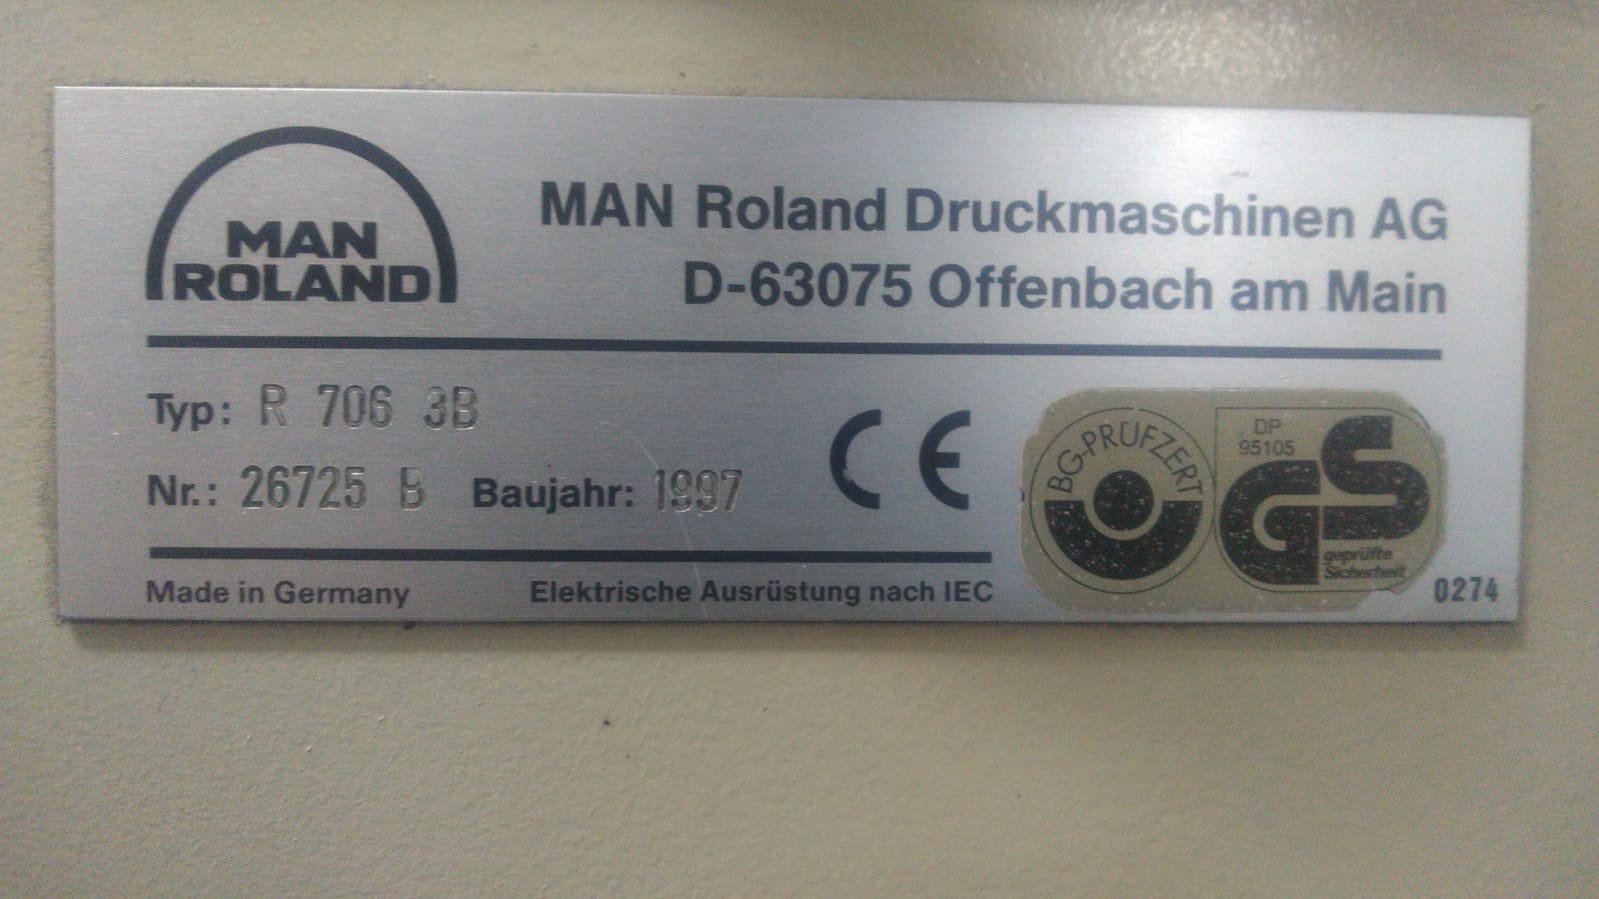 MAN
ROLAND
MAN Roland Druckmaschinen AG
D-63075 Offenbach am Main
Typ: R 706 3B
Nr.: 26725 B Baujahr: 1997
CE
BG-PRÜFZERT
DP
95105
GS
geprüfte
Sicherheit
Made in Germany
Elektrische Ausrüstung nach IEC
0274